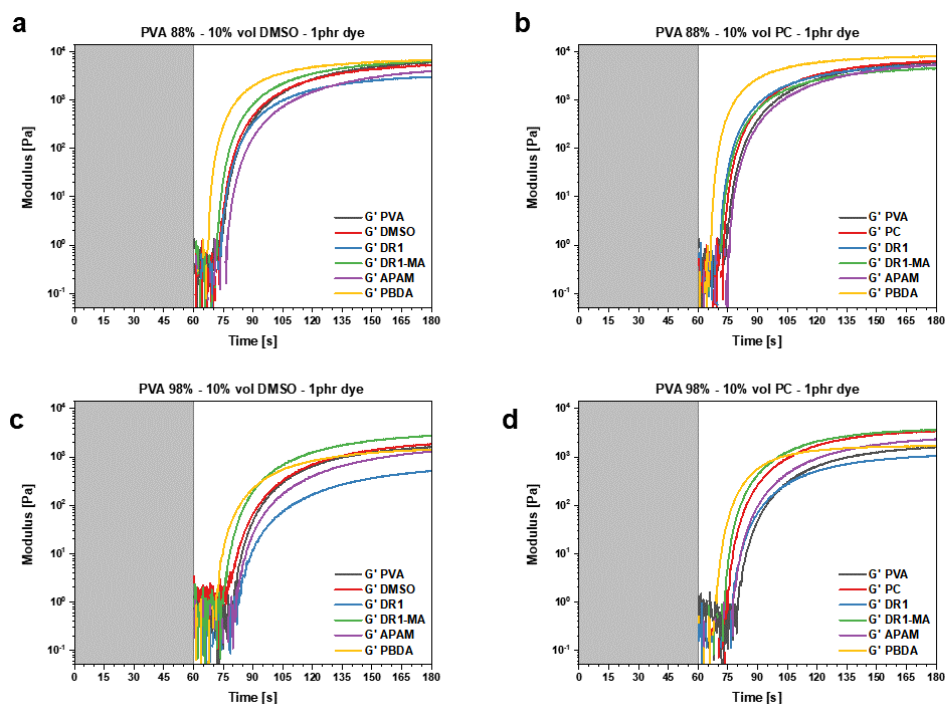 a
PVA 88% - 10% vol DMSO - 1phr dye
Modulus [Pa]
10⁴
10³
10²
10¹
10⁰
10⁻¹
G' PVA
G' DMSO
G' DR1
G' DR1-MA
G' APAM
G' PBDA
0 15 30 45 60 75 90 105 120 135 150 165 180
Time [s]
b
PVA 88% - 10% vol PC - 1phr dye
Modulus [Pa]
10⁴
10³
10²
10¹
10⁰
10⁻¹
G' PVA
G' PC
G' DR1
G' DR1-MA
G' APAM
G' PBDA
0 15 30 45 60 75 90 105 120 135 150 165 180
Time [s]
c
PVA 98% - 10% vol DMSO - 1phr dye
Modulus [Pa]
10⁴
10³
10²
10¹
10⁰
10⁻¹
G' PVA
G' DMSO
G' DR1
G' DR1-MA
G' APAM
G' PBDA
0 15 30 45 60 75 90 105 120 135 150 165 180
Time [s]
d
PVA 98% - 10% vol PC - 1phr dye
Modulus [Pa]
10⁴
10³
10²
10¹
10⁰
10⁻¹
G' PVA
G' PC
G' DR1
G' DR1-MA
G' APAM
G' PBDA
0 15 30 45 60 75 90 105 120 135 150 165 180
Time [s]